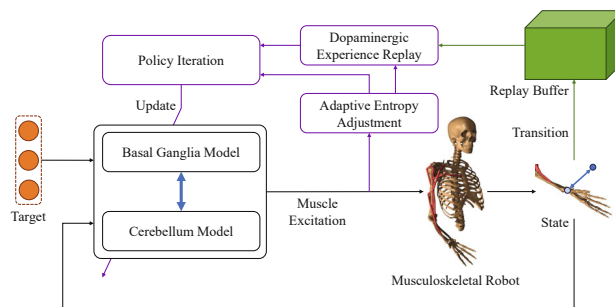 Dopaminergic
Experience Replay
Policy Iteration
Replay Buffer
Update
Adaptive Entropy
Adjustment
Transition
Basal Ganglia Model
Target
Muscle
Excitation
State
Cerebellum Model
Musculoskeletal Robot